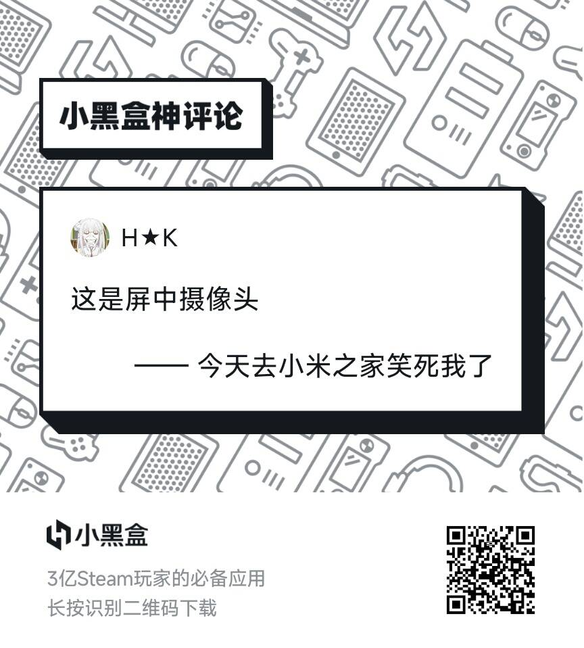 小黑盒神评论
H★K
这是屏中摄像头
—— 今天去小米之家笑死我了
小黑盒
3亿Steam玩家的必备应用
长按识别二维码下载